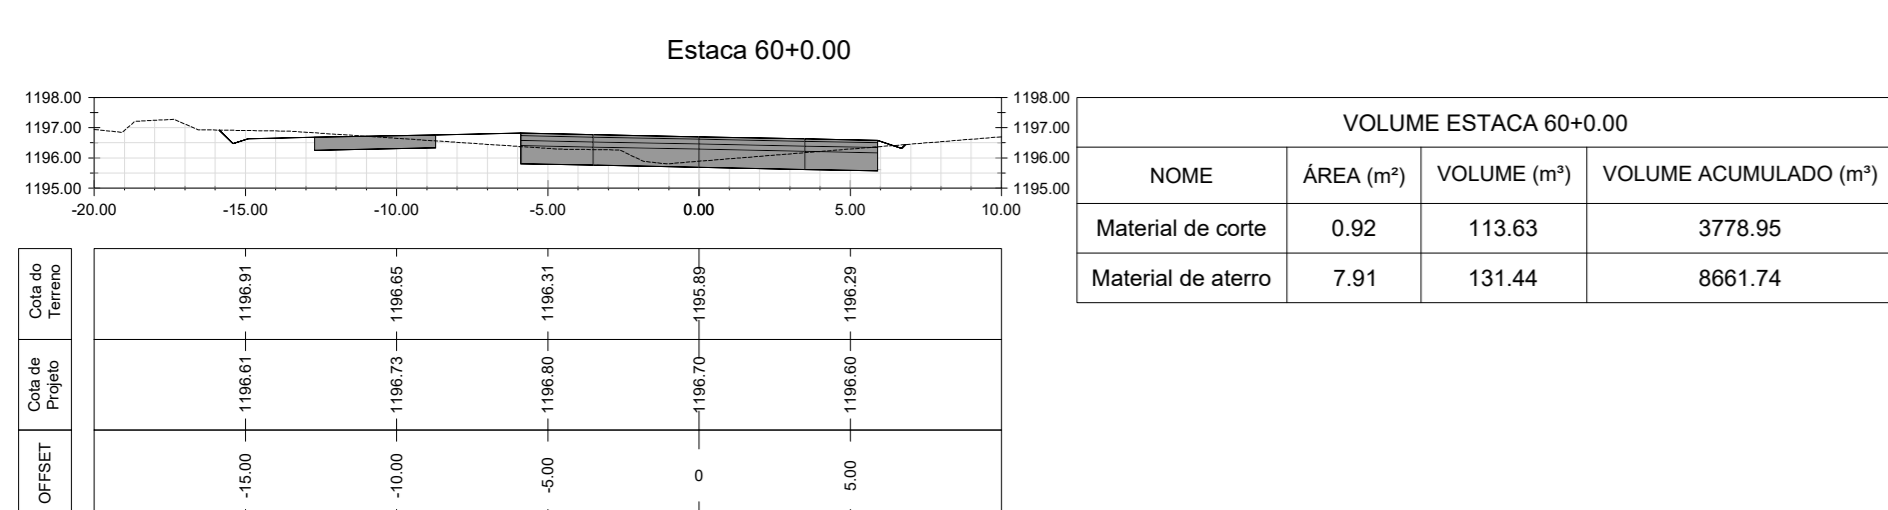 Estaca 60+0.00
1198.00
1197.00
1196.00
1195.00
1198.00
1197.00
1196.00
1195.00
-20.00 -15.00 -10.00 -5.00 0.00 5.00 10.00
Cota do
Terreno
1196.91 1196.65 1196.31 1195.89 1196.29
Cota de
Projeto
1196.61 1196.73 1196.80 1196.70 1196.60
OFFSET
-15.00 -10.00 -5.00 0 5.00
VOLUME ESTACA 60+0.00
NOME ÁREA (m²) VOLUME (m³) VOLUME ACUMULADO (m³)
Material de corte 0.92 113.63 3778.95
Material de aterro 7.91 131.44 8661.74